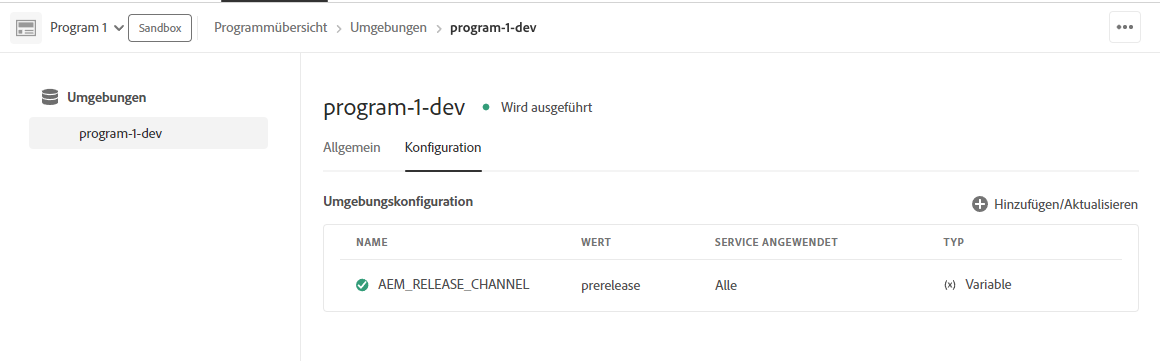 Program 1 Sandbox Programmübersicht > Umgebungen > program-1-dev
Umgebungen
program-1-dev
program-1-dev Wird ausgeführt
Allgemein Konfiguration
Umgebungskonfiguration Hinzufügen/Aktualisieren
NAME WERT SERVICE ANGEWENDET TYP
AEM_RELEASE_CHANNEL prerelease Alle (x) Variable